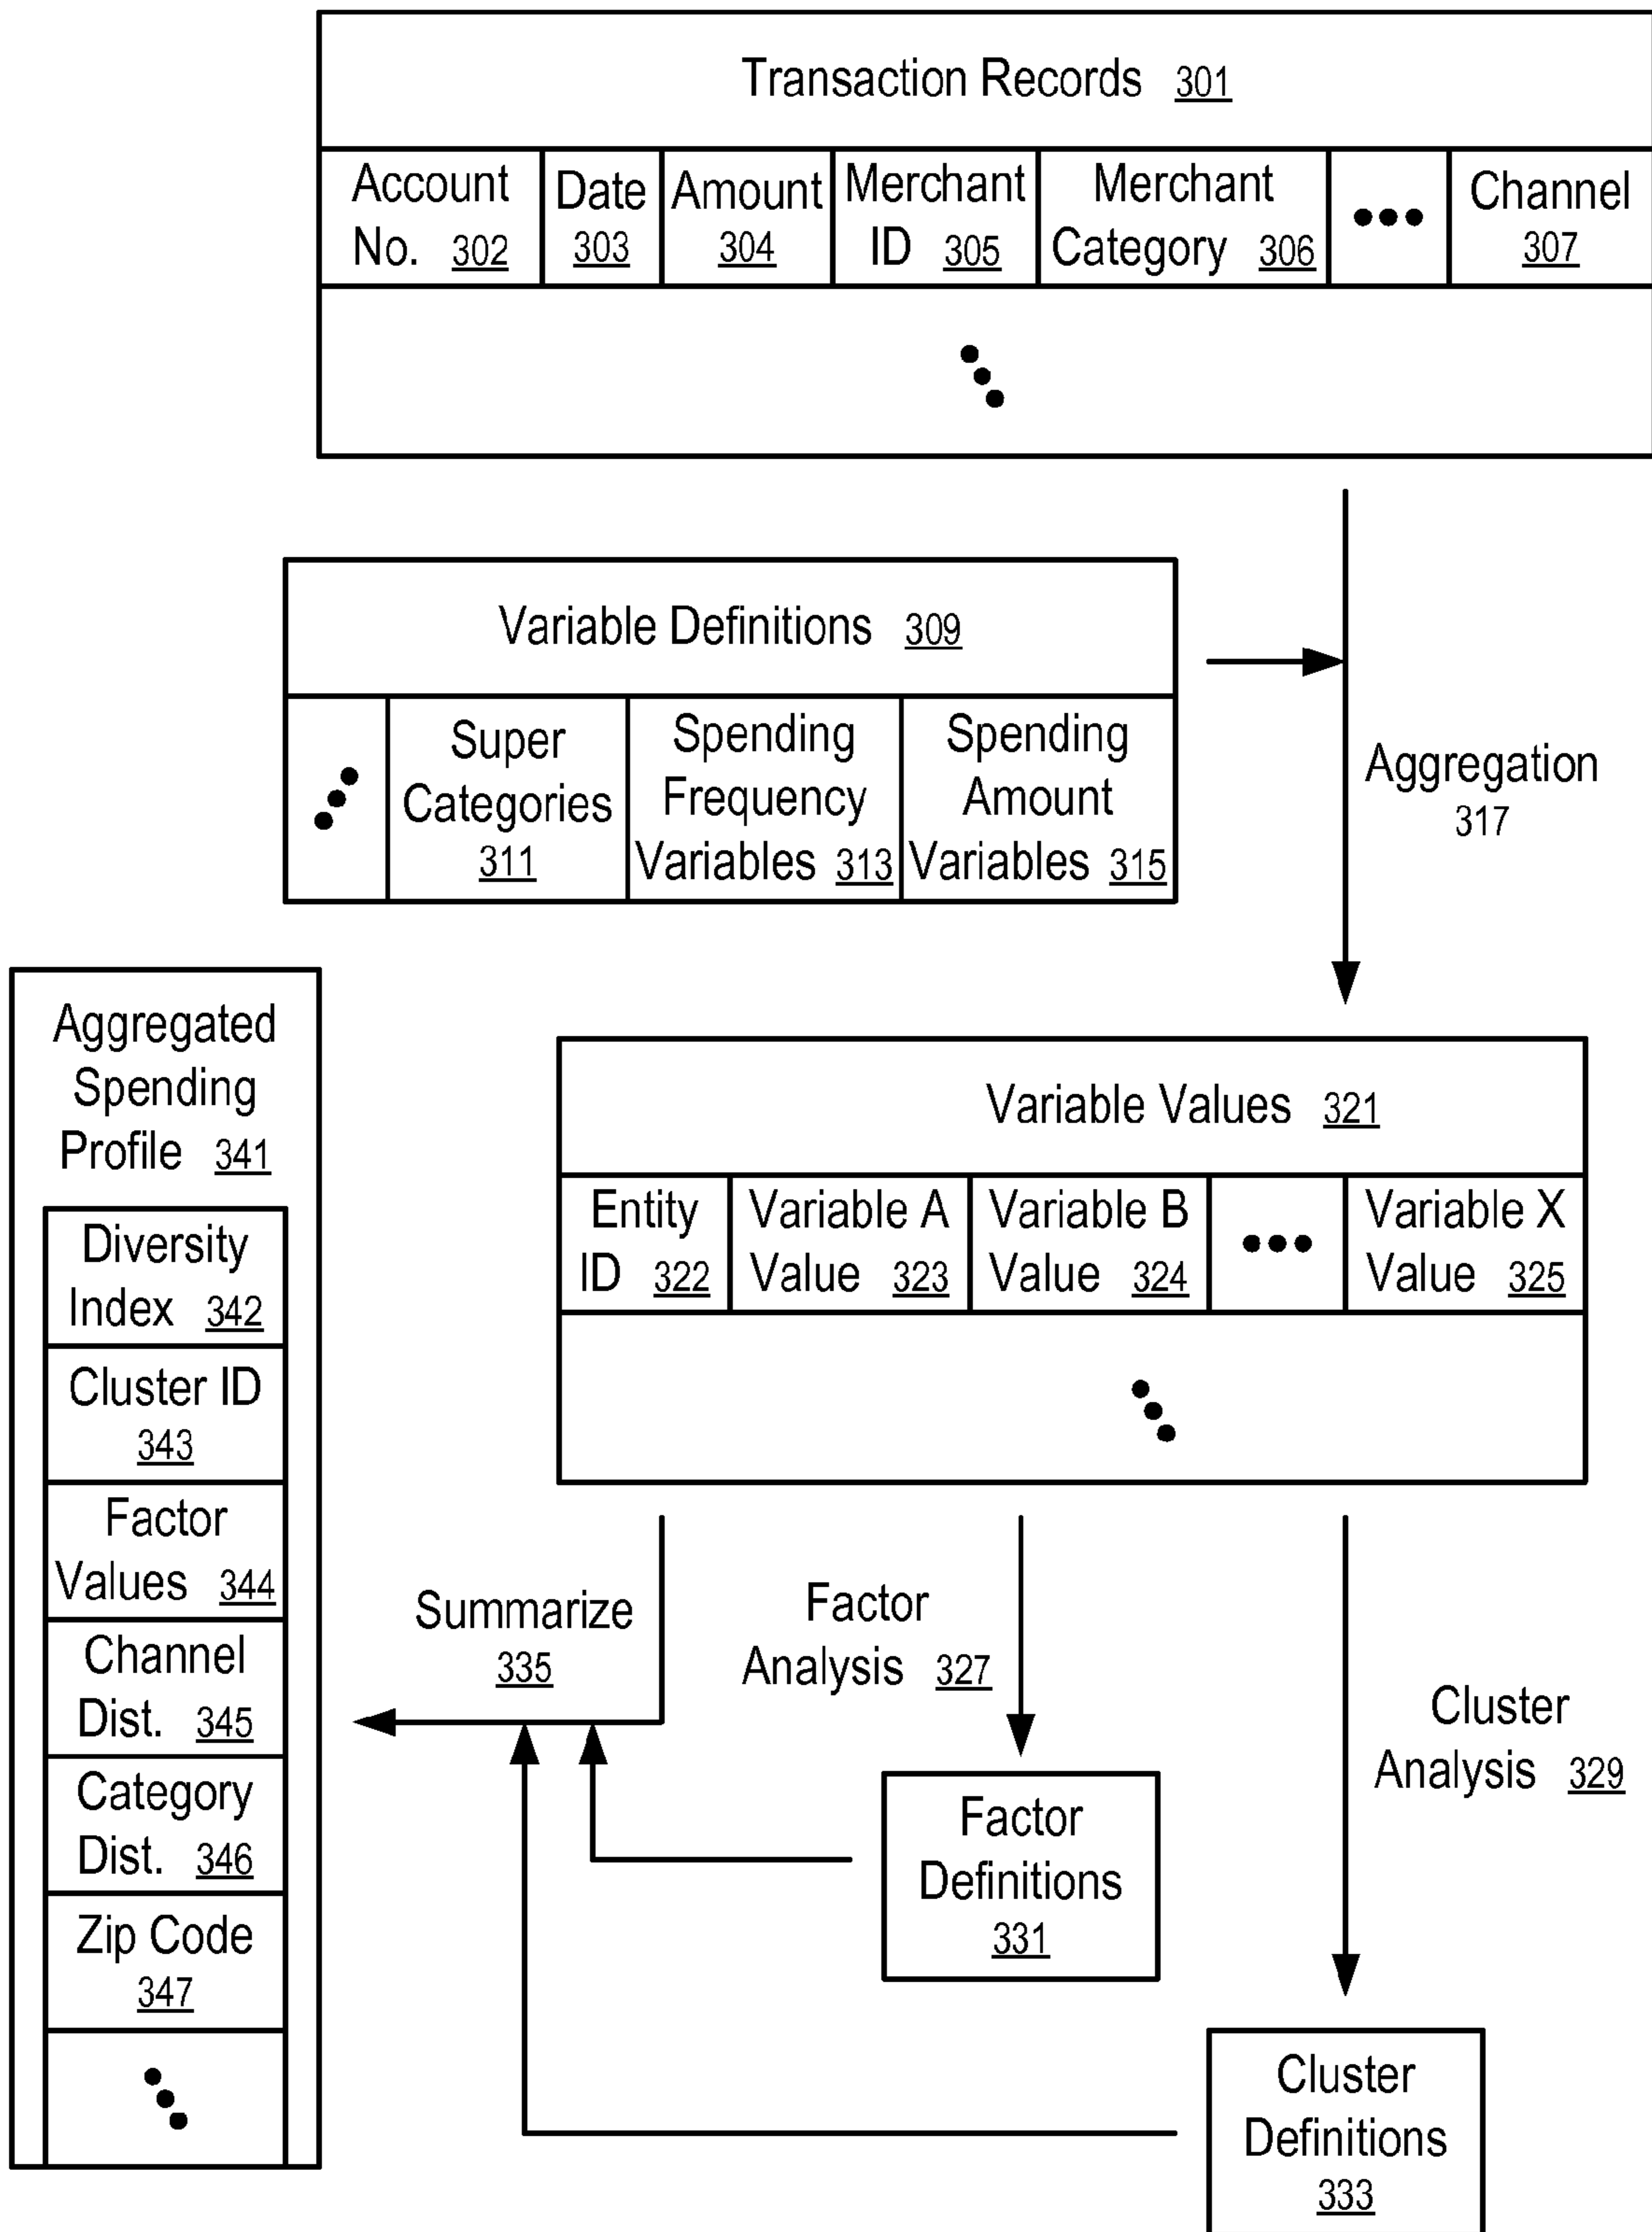 Transaction Records 301
Account
No. 302
Date
303
Amount
304
Merchant
ID 305
Merchant
Category 306
Channel
307
Variable Definitions 309
Super
Categories
311
Spending
Frequency
Variables 313
Spending
Amount
Variables 315
Aggregation
317
Aggregated
Spending
Profile 341
Diversity
Index 342
Cluster ID
343
Factor
Values 344
Channel
Dist. 345
Category
Dist. 346
Zip Code
347
Variable Values 321
Entity
ID 322
Variable A
Value 323
Variable B
Value 324
Variable X
Value 325
Summarize
335
Factor
Analysis 327
Cluster
Analysis 329
Factor
Definitions
331
Cluster
Definitions
333